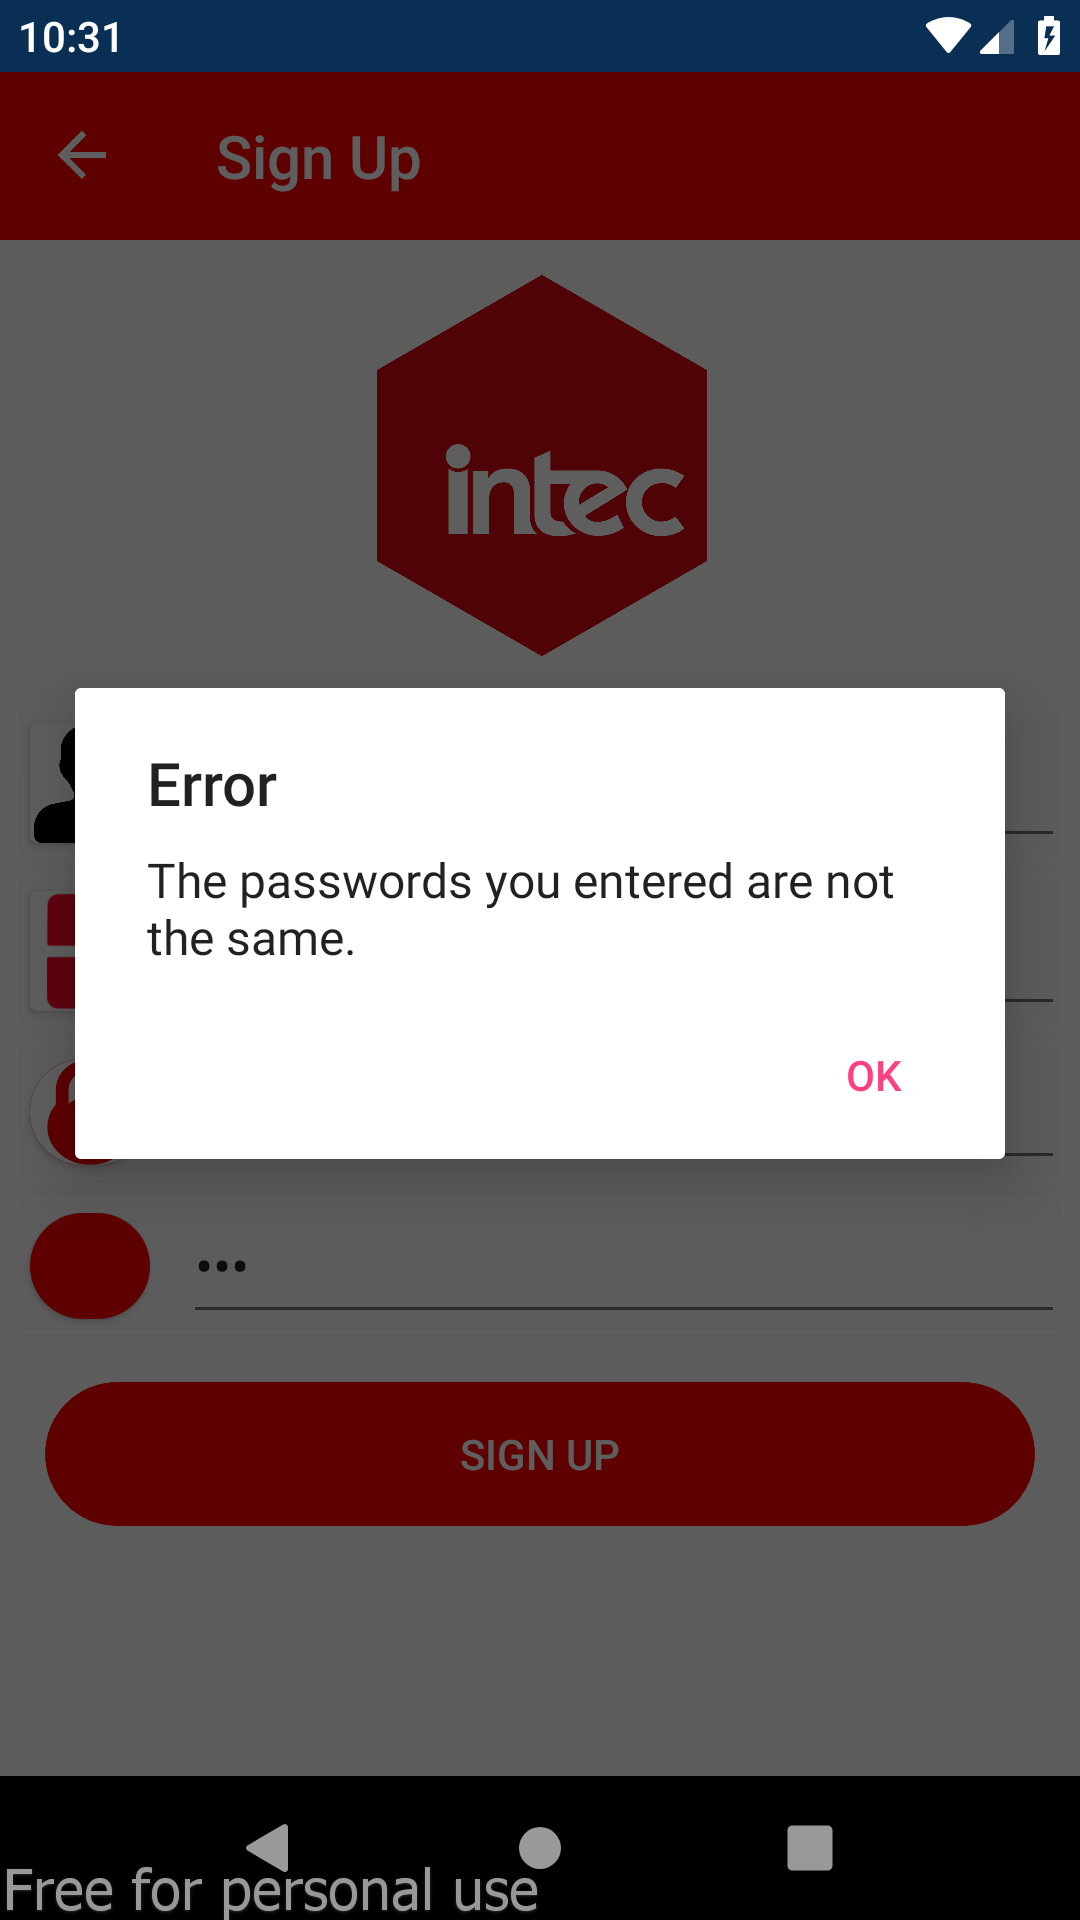 10:31
Sign Up
intec
Error
The passwords you entered are not
the same.
OK
•••
SIGN UP
Free for personal use